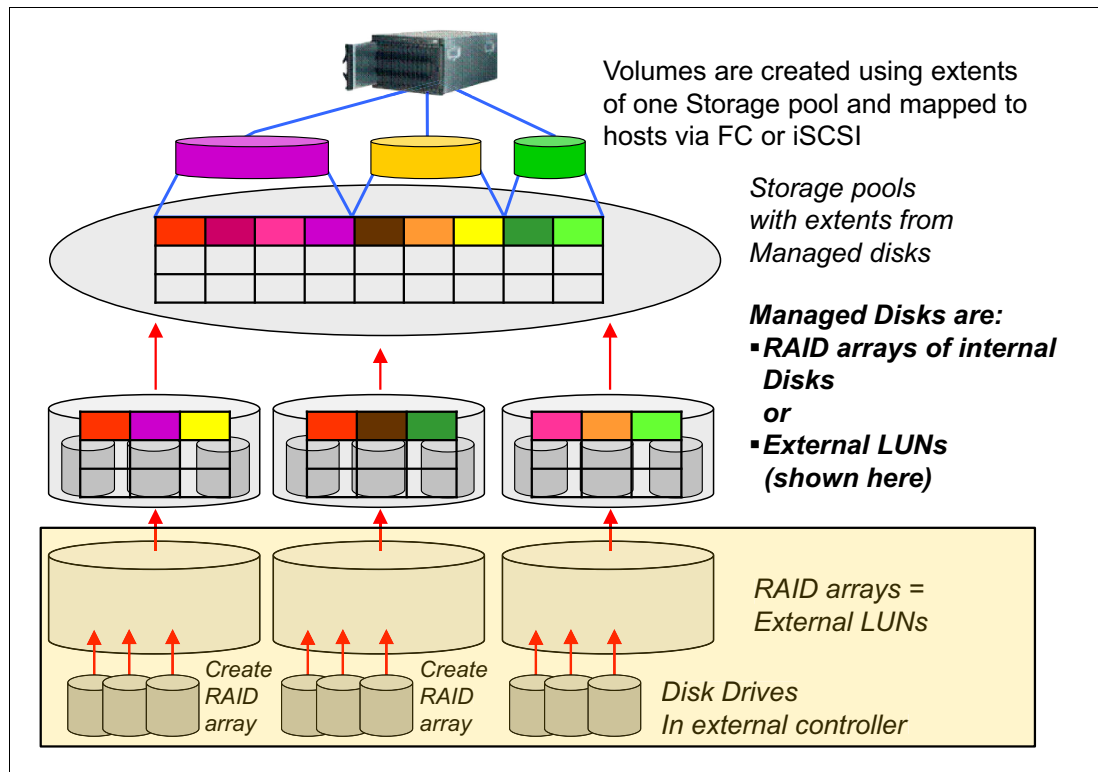 Volumes are created using extents
of one Storage pool and mapped to
hosts via FC or iSCSI
Storage pools
with extents from
Managed disks
Managed Disks are:
▪RAID arrays of internal
Disks
or
▪External LUNs
(shown here)
RAID arrays =
External LUNs
Create
RAID
array
Create
RAID
array
Disk Drives
In external controller